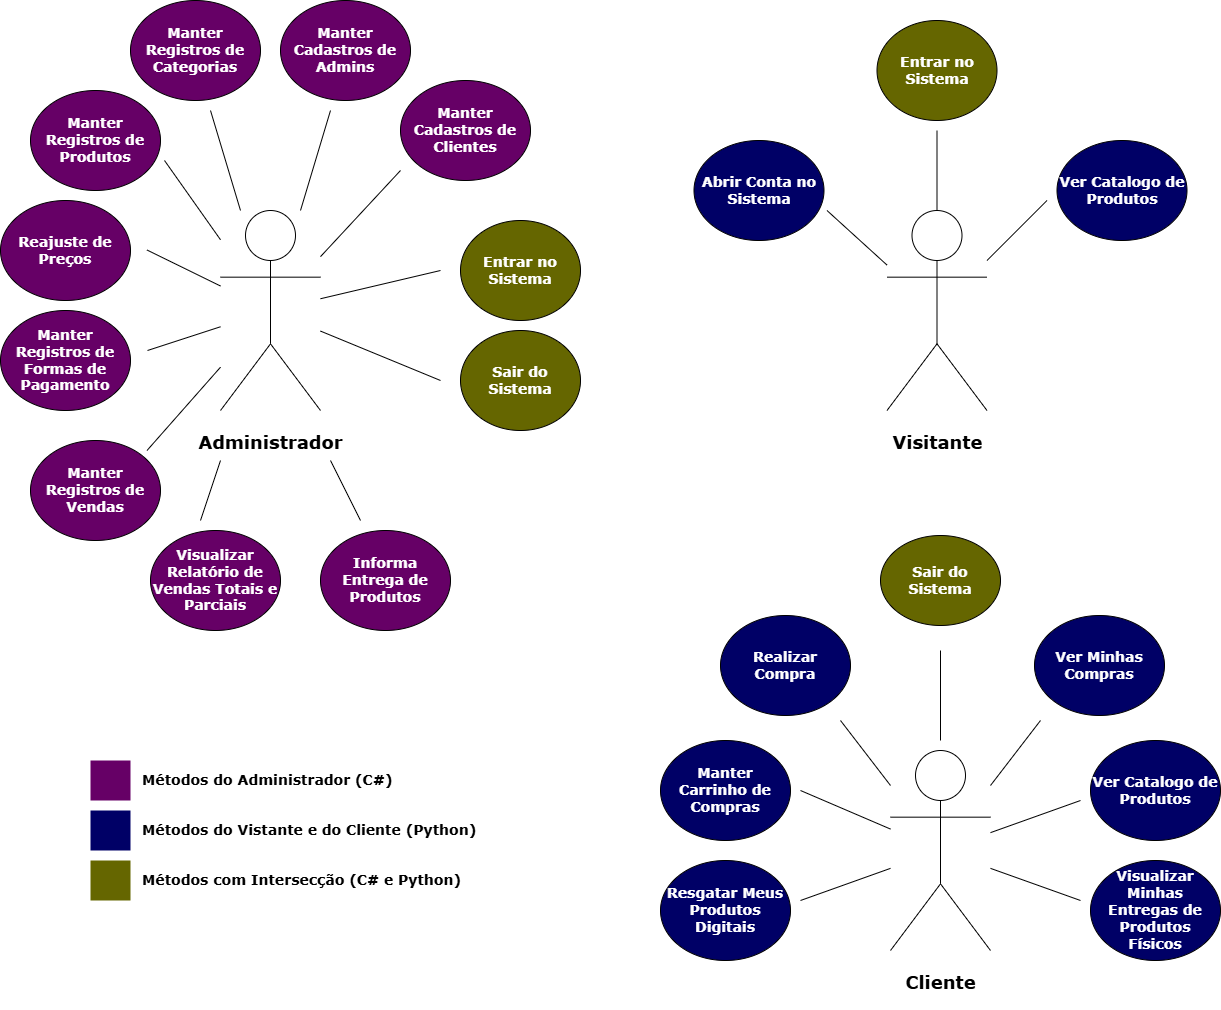 Manter
Registros de
Categorias
Manter
Cadastros de
Admins
Manter
Cadastros de
Clientes
Manter
Registros de
Produtos
Reajuste de
Preços
Entrar no
Sistema
Manter
Registros de
Formas de
Pagamento
Sair do
Sistema
Administrador
Manter
Registros de
Vendas
Visualizar
Relatório de
Vendas Totais e
Parciais
Informa
Entrega de
Produtos
Entrar no
Sistema
Abrir Conta no
Sistema
Ver Catalogo de
Produtos
Visitante
Sair do
Sistema
Realizar
Compra
Ver Minhas
Compras
Manter
Carrinho de
Compras
Ver Catalogo de
Produtos
Resgatar Meus
Produtos
Digitais
Visualizar
Minhas
Entregas de
Produtos
Físicos
Cliente
Métodos do Administrador (C#)
Métodos do Vistante e do Cliente (Python)
Métodos com Intersecção (C# e Python)